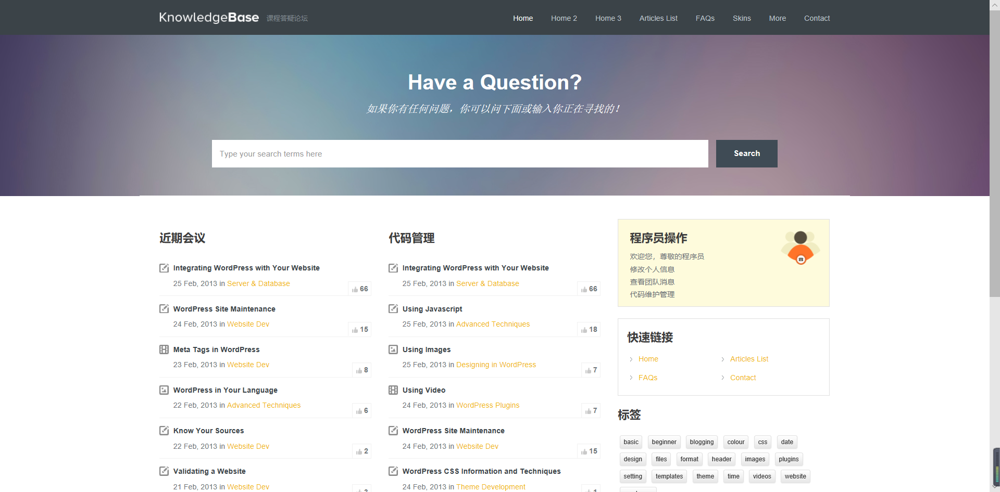 KnowledgeBase 课程答疑论坛
Home Home 2 Home 3 Articles List FAQs Skins More Contact
Have a Question?
如果你有任何问题，你可以问下面或输入你正在寻找的！
Type your search terms here
Search
近期会议
Integrating WordPress with Your Website
25 Feb, 2013 in Server & Database
66
WordPress Site Maintenance
24 Feb, 2013 in Website Dev
15
Meta Tags in WordPress
23 Feb, 2013 in Website Dev
8
WordPress in Your Language
22 Feb, 2013 in Advanced Techniques
6
Know Your Sources
22 Feb, 2013 in Website Dev
2
Validating a Website
21 Feb, 2013 in Website Dev
代码管理
Integrating WordPress with Your Website
25 Feb, 2013 in Server & Database
66
Using Javascript
25 Feb, 2013 in Advanced Techniques
18
Using Images
25 Feb, 2013 in Designing in WordPress
7
Using Video
24 Feb, 2013 in WordPress Plugins
7
WordPress Site Maintenance
24 Feb, 2013 in Website Dev
15
WordPress CSS Information and Techniques
24 Feb, 2013 in Theme Development
程序员操作
欢迎您，尊敬的程序员
修改个人信息
查看团队消息
代码维护管理
快速链接
Home Articles List
FAQs Contact
标签
basic beginner blogging colour css date
design files format header images plugins
setting templates theme time videos website